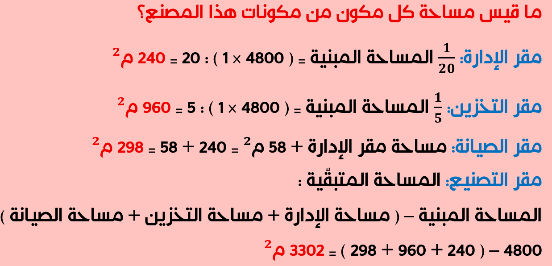 ما قيس مساحة كل مكون من مكونات هذا المصنع؟
مقر الإدارة: 1/20 المساحة المبنية = ( 4800 × 1 ) : 20 = 240 م²
مقر التخزين: 1/5 المساحة المبنية = ( 4800 × 1 ) : 5 = 960 م²
مقر الصيانة: مساحة مقر الإدارة + 58 م² = 240 + 58 = 298 م²
مقر التصنيع: المساحة المتبقّية :
المساحة المبنية – ( مساحة الإدارة + مساحة التخزين + مساحة الصيانة )
4800 – ( 240 + 960 + 298 ) = 3302 م²